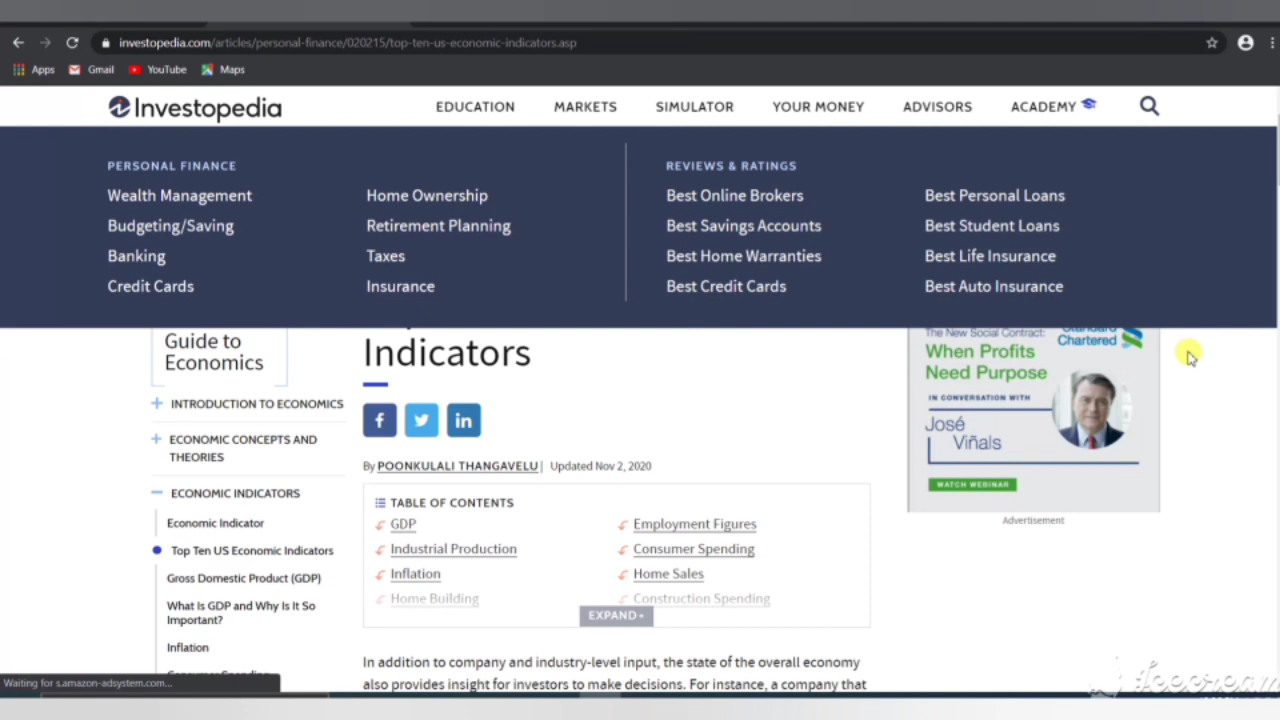 investopedia.com/articles/personal-finance/020215/top-ten-us-economic-indicators.asp
Apps Gmail YouTube Maps
Investopedia
EDUCATION MARKETS SIMULATOR YOUR MONEY ADVISORS ACADEMY
PERSONAL FINANCE
Wealth Management Home Ownership
Budgeting/Saving Retirement Planning
Banking Taxes
Credit Cards Insurance
REVIEWS & RATINGS
Best Online Brokers Best Personal Loans
Best Savings Accounts Best Student Loans
Best Home Warranties Best Life Insurance
Best Credit Cards Best Auto Insurance
Guide to
Economics
INTRODUCTION TO ECONOMICS
ECONOMIC CONCEPTS AND
THEORIES
ECONOMIC INDICATORS
Economic Indicator
Top Ten US Economic Indicators
Gross Domestic Product (GDP)
What Is GDP and Why Is It So
Important?
Inflation
Consumer Spending
Indicators
f in
By POONKULALI THANGAVELU | Updated Nov 2, 2020
TABLE OF CONTENTS
GDP Employment Figures
Industrial Production Consumer Spending
Inflation Home Sales
Home Building Construction Spending
EXPAND+
In addition to company and industry-level input, the state of the overall economy
also provides insight for investors to make decisions. For instance, a company that
The New Social Contract:
When Profits
Need Purpose
Standard
Chartered
IN CONVERSATION WITH
José
Viñals
WATCH WEBINAR
Advertisement
Waiting for s.amazon-adsystem.com...
Icecream